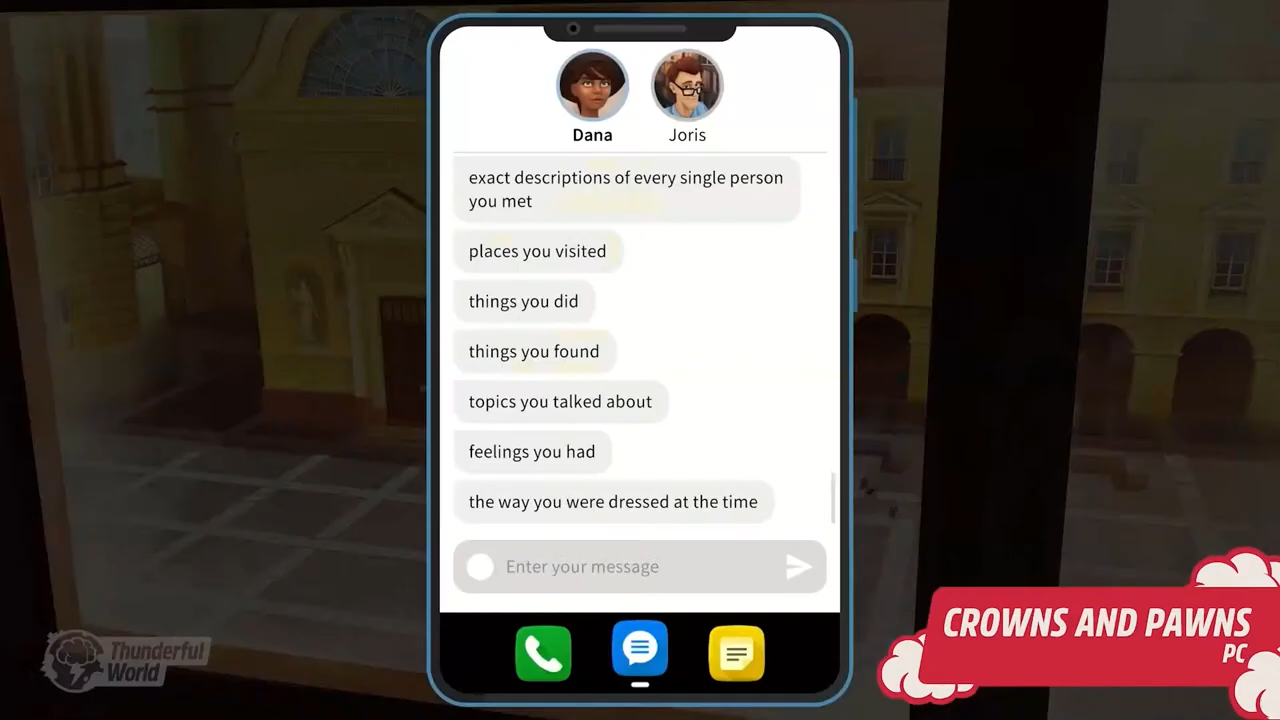 Dana
Joris
exact descriptions of every single person
you met
places you visited
things you did
things you found
topics you talked about
feelings you had
the way you were dressed at the time
Enter your message
Thunderful
World
CROWNS AND PAWNS
PC